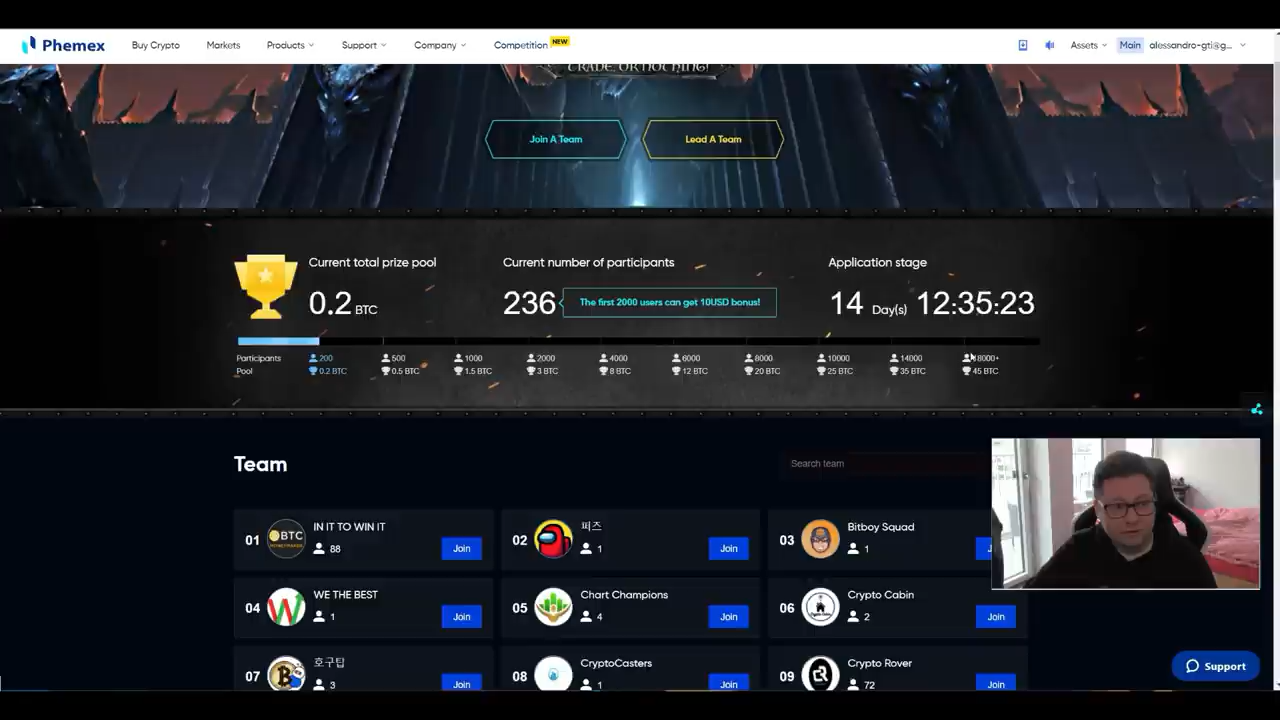 Phemex
Buy Crypto
Markets
Products
Support
Company
Competition
NEW
Assets
Main
alessandro-gti@g...
TRADE, OR NOTHING!
Join A Team
Lead A Team
Current total prize pool
0.2 BTC
Current number of participants
236
The first 2000 users can get 10USD bonus!
Application stage
14 Day(s) 12:35:23
Participants 200 500 1000 2000 4000 6000 8000 10000 14000 18000+
Pool 0.2 BTC 0.5 BTC 1.5 BTC 3 BTC 8 BTC 12 BTC 20 BTC 25 BTC 35 BTC 45 BTC
Team
Search team
01 BTC IN IT TO WIN IT
88
Join
02 퍼즈
1
Join
03 Bitboy Squad
1
04 WE THE BEST
1
Join
05 Chart Champions
4
Join
06 Crypto Cabin
2
Join
07 호구탑
3
Join
08 CryptoCasters
1
Join
09 Crypto Rover
72
Join
Support